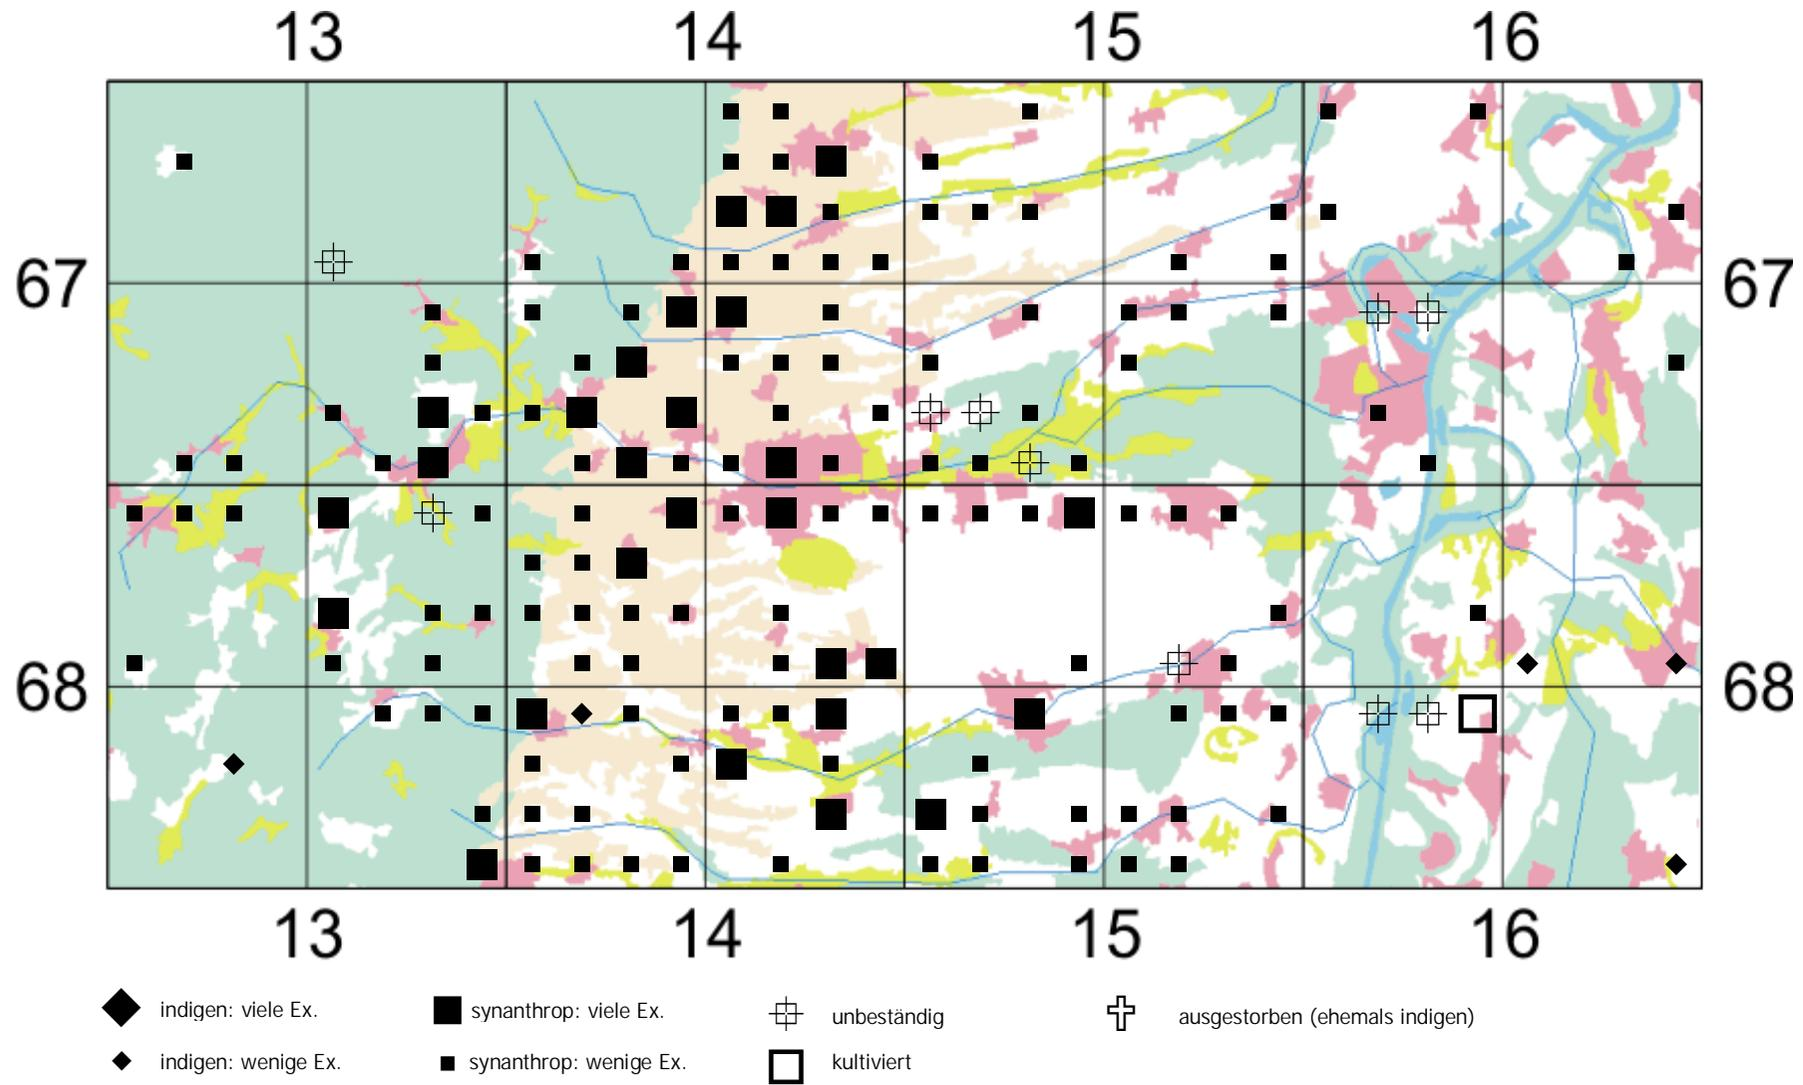 13 14 15 16
67 67
68 68
13 14 15 16
indigen: viele Ex. synanthrop: viele Ex. unbeständig ausgestorben (ehemals indigen)
indigen: wenige Ex. synanthrop: wenige Ex. kultiviert